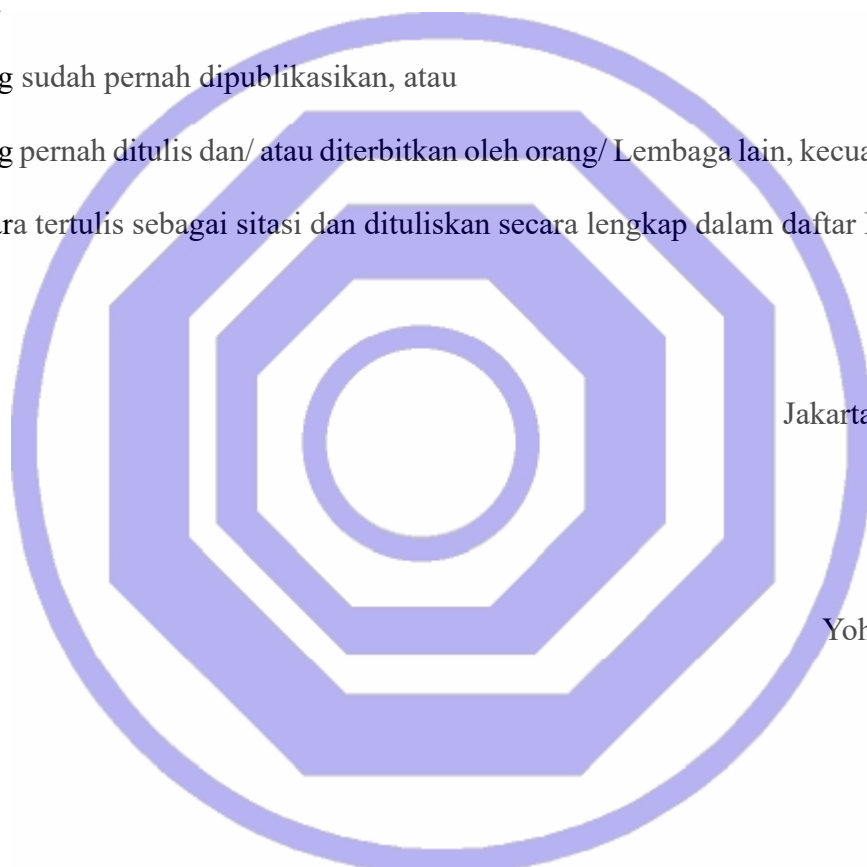 g sudah pernah dipublikasikan, atau
g pernah ditulis dan/ atau diterbitkan oleh orang/ Lembaga lain, kecua
ra tertulis sebagai sitasi dan dituliskan secara lengkap dalam daftar
Jakarta
Yoh